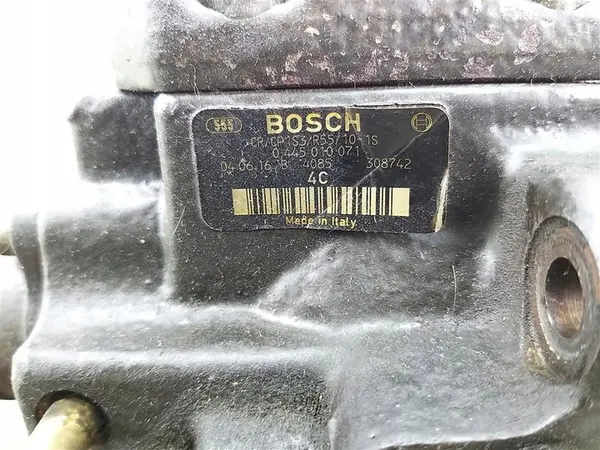 555 BOSCH
CR/CP1S3/R55/10-1S
0 445 010 071
04.06.16 4085 308742
4C
Made in Italy